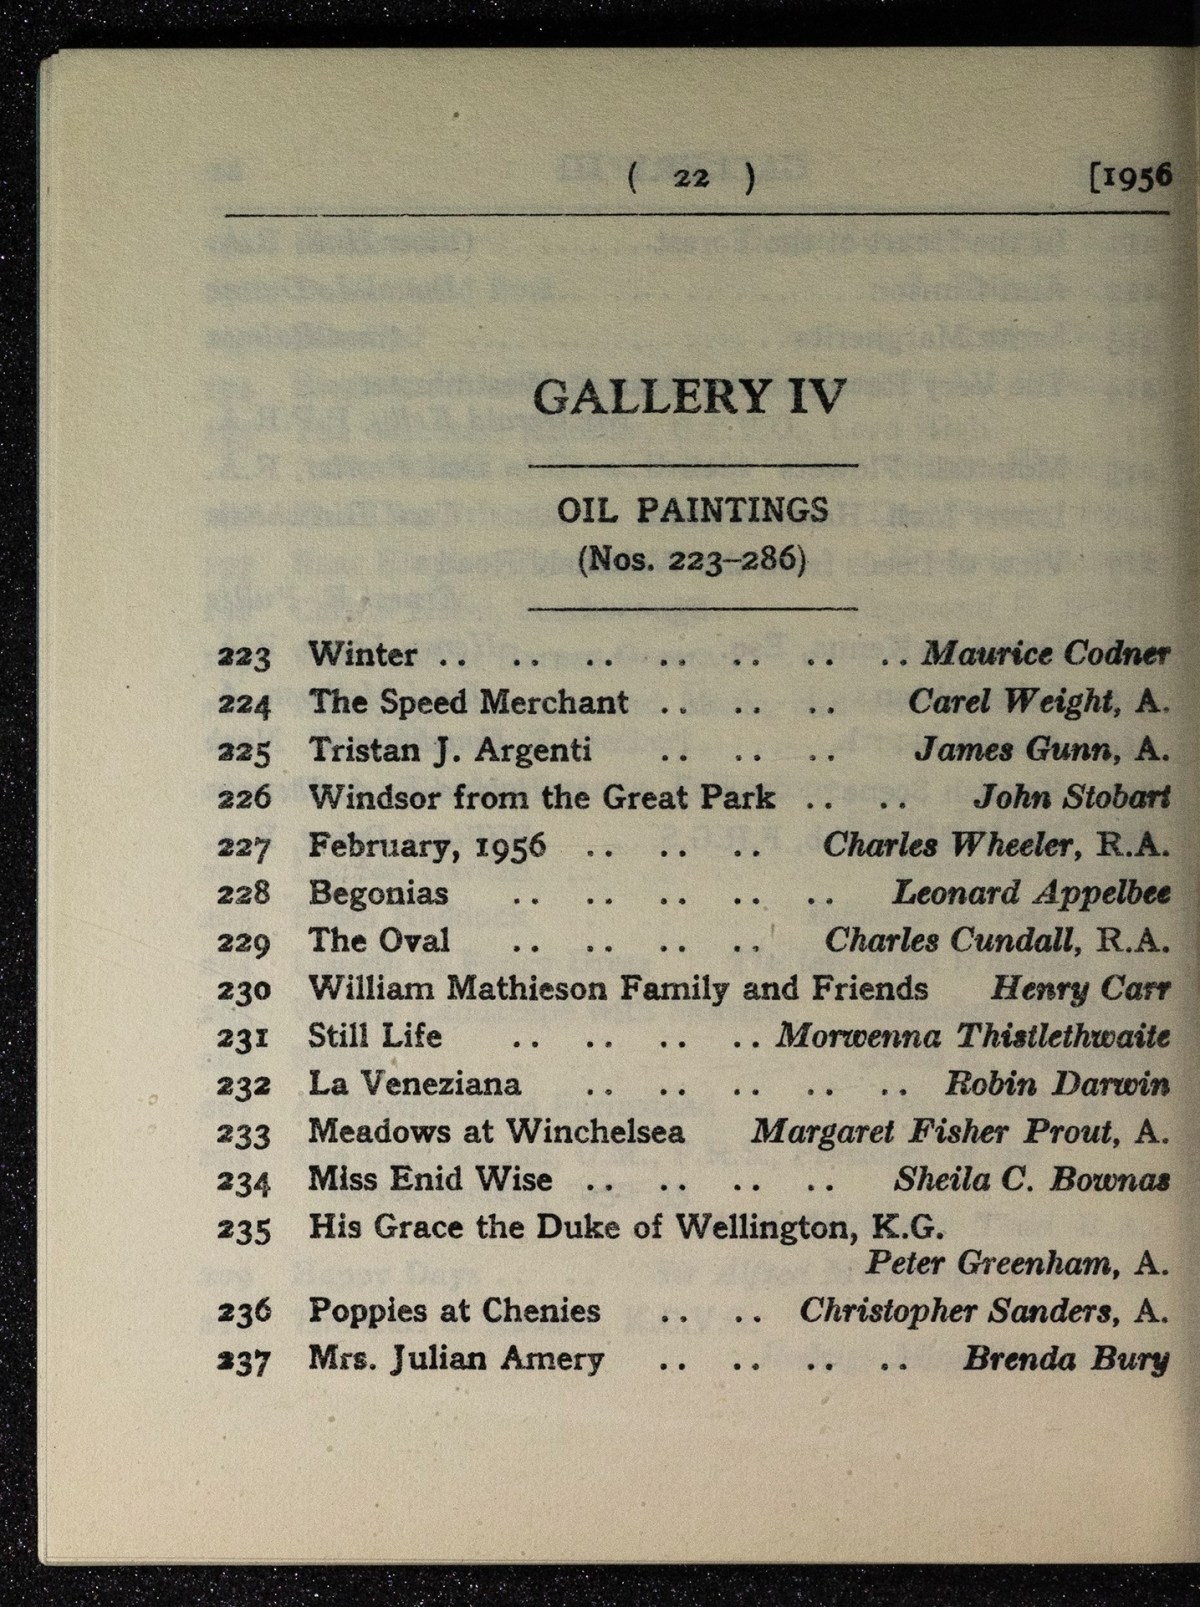 ( 22 ) [1956
GALLERY IV
OIL PAINTINGS
(Nos. 223–286)
223 Winter .. .. .. .. .. .. .. Maurice Codner
224 The Speed Merchant .. .. .. Carel Weight, A.
225 Tristan J. Argenti .. .. .. James Gunn, A.
226 Windsor from the Great Park .. .. John Stobart
227 February, 1956 .. .. .. Charles Wheeler, R.A.
228 Begonias .. .. .. .. .. Leonard Appelbee
229 The Oval .. .. .. .. Charles Cundall, R.A.
230 William Mathieson Family and Friends Henry Carr
231 Still Life .. .. .. .. Morwenna Thistlethwaite
232 La Veneziana .. .. .. .. .. Robin Darwin
233 Meadows at Winchelsea Margaret Fisher Prout, A.
234 Miss Enid Wise .. .. .. .. Sheila C. Bownas
235 His Grace the Duke of Wellington, K.G.
Peter Greenham, A.
236 Poppies at Chenies .. .. Christopher Sanders, A.
237 Mrs. Julian Amery .. .. .. .. Brenda Bury